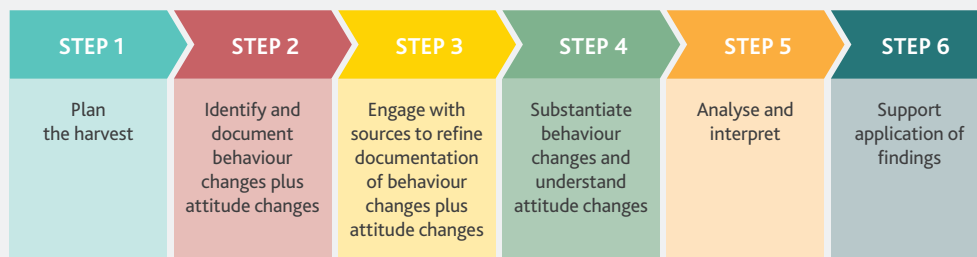 STEP 1
Plan
the harvest
STEP 2
Identify and
document
behaviour
changes plus
attitude changes
STEP 3
Engage with
sources to refine
documentation
of behaviour
changes plus
attitude changes
STEP 4
Substantiate
behaviour
changes and
understand
attitude changes
STEP 5
Analyse and
interpret
STEP 6
Support
application of
findings